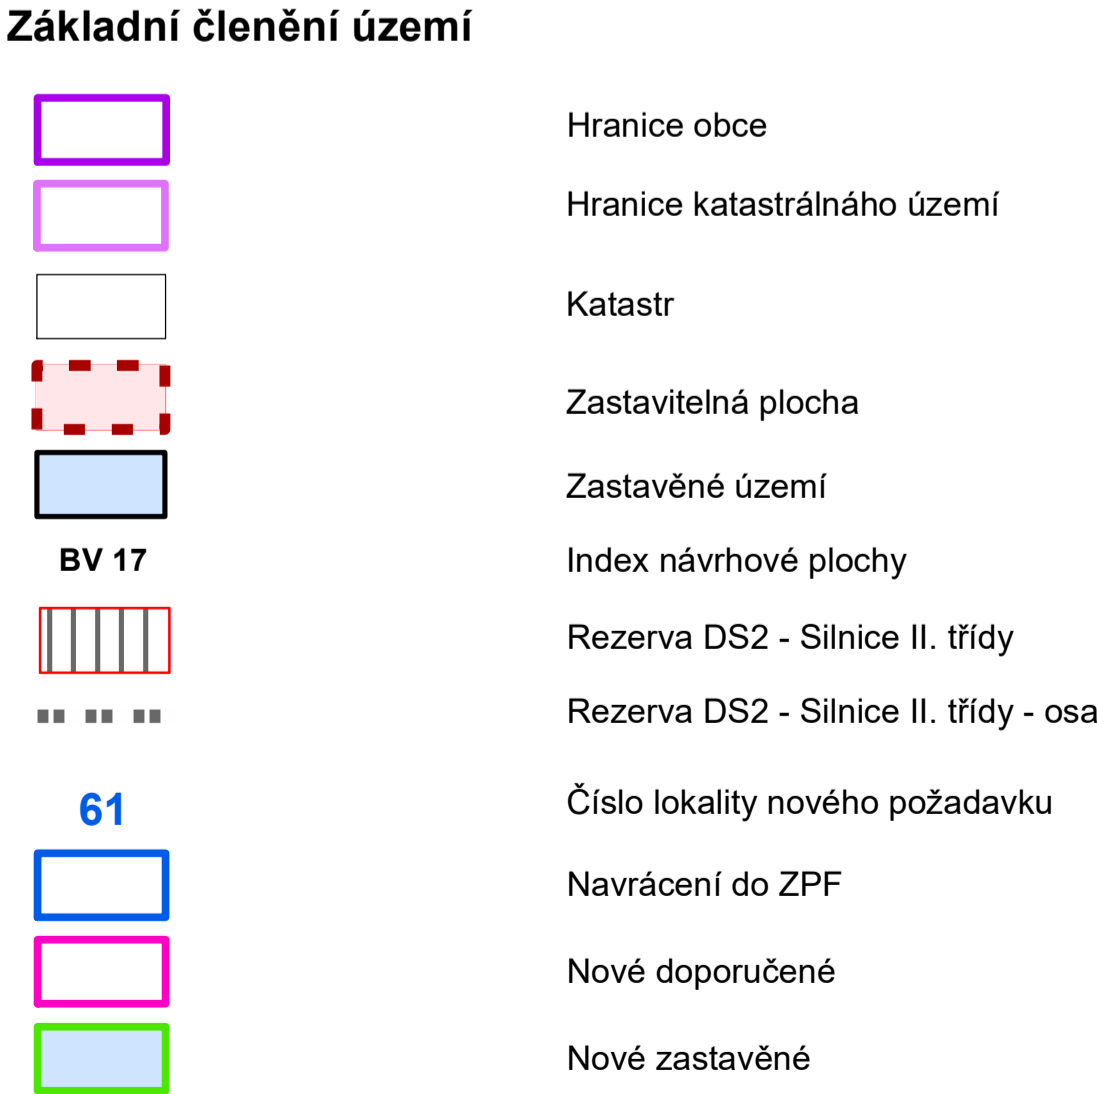 Základní členění území
Hranice obce
Hranice katastrálnáho území
Katastr
Zastavitelná plocha
Zastavěné území
BV 17 Index návrhové plochy
Rezerva DS2 - Silnice II. třídy
Rezerva DS2 - Silnice II. třídy - osa
61 Číslo lokality nového požadavku
Navrácení do ZPF
Nové doporučené
Nové zastavěné